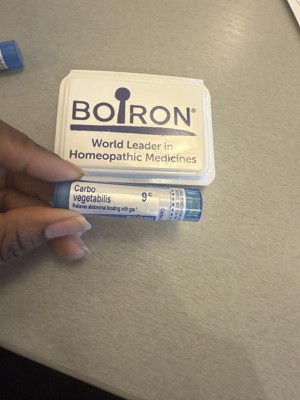 BOIRON®
World Leader in
Homeopathic Medicines
Carbo
vegetabilis 9c
Relieves abdominal bloating with gas*